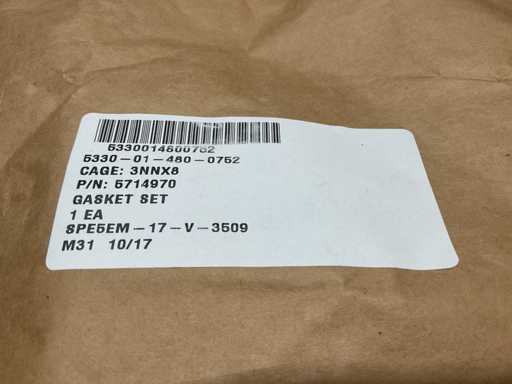 5330014800752
5330-01-480-0752
CAGE: 3NNX8
P/N: 5714970
GASKET SET
1 EA
SPE5EM-17-V-3509
M31 10/17